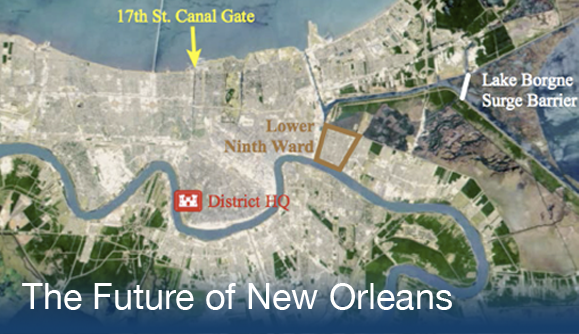 17th St. Canal Gate
Lake Borgne
Surge Barrier
Lower
Ninth Ward
District HQ
The Future of New Orleans